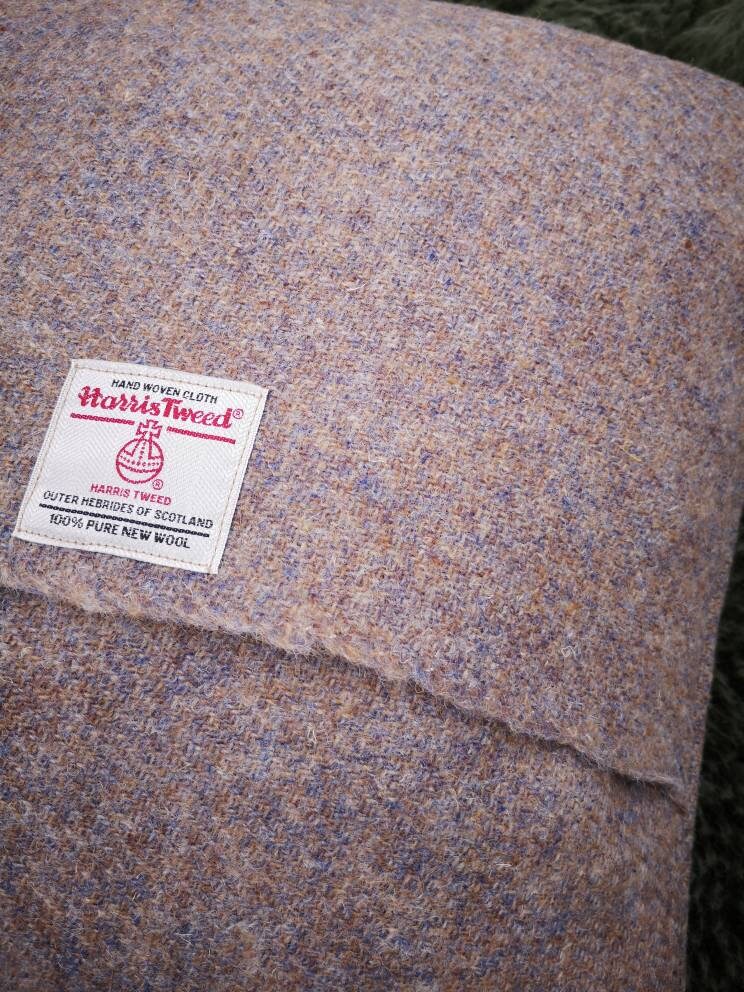 HAND WOVEN CLOTH
Harris Tweed®
®
HARRIS TWEED
OUTER HEBRIDES OF SCOTLAND
100% PURE NEW WOOL